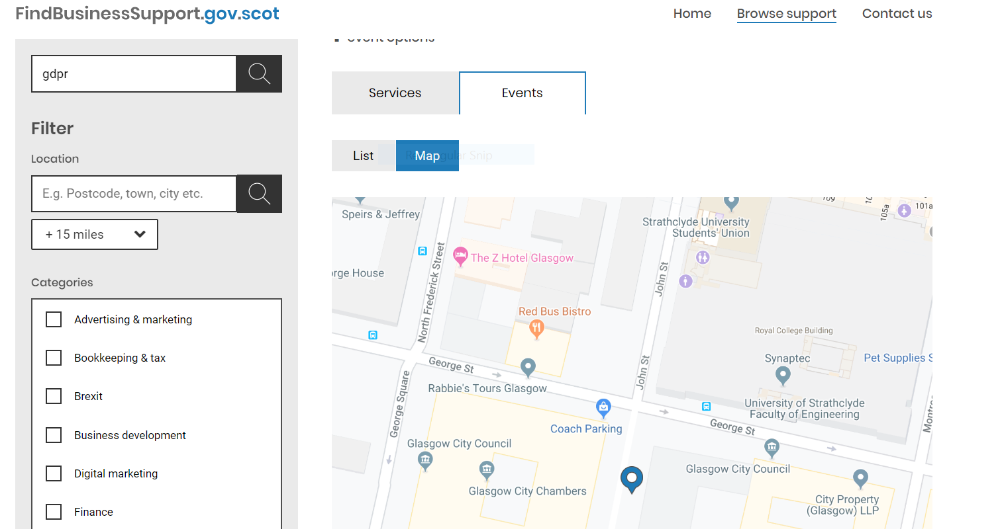 FindBusinessSupport.gov.scot
Home
Browse support
Contact us
gdpr
Filter
Location
E.g. Postcode, town, city etc.
+ 15 miles
Categories
Advertising & marketing
Bookkeeping & tax
Brexit
Business development
Digital marketing
Finance
event options
Services
Events
List
Map
Speirs & Jeffrey
Strathclyde University
Students' Union
109
105a
101a
The Z Hotel Glasgow
rge House
North Frederick Street
John St
Red Bus Bistro
Royal College Building
Synaptec
Pet Supplies S
George St
John St
Rabbie's Tours Glasgow
George Square
University of Strathclyde
Faculty of Engineering
Coach Parking
George St
Montro
Glasgow City Council
Glasgow City Council
Glasgow City Chambers
City Property
(Glasgow) LLP